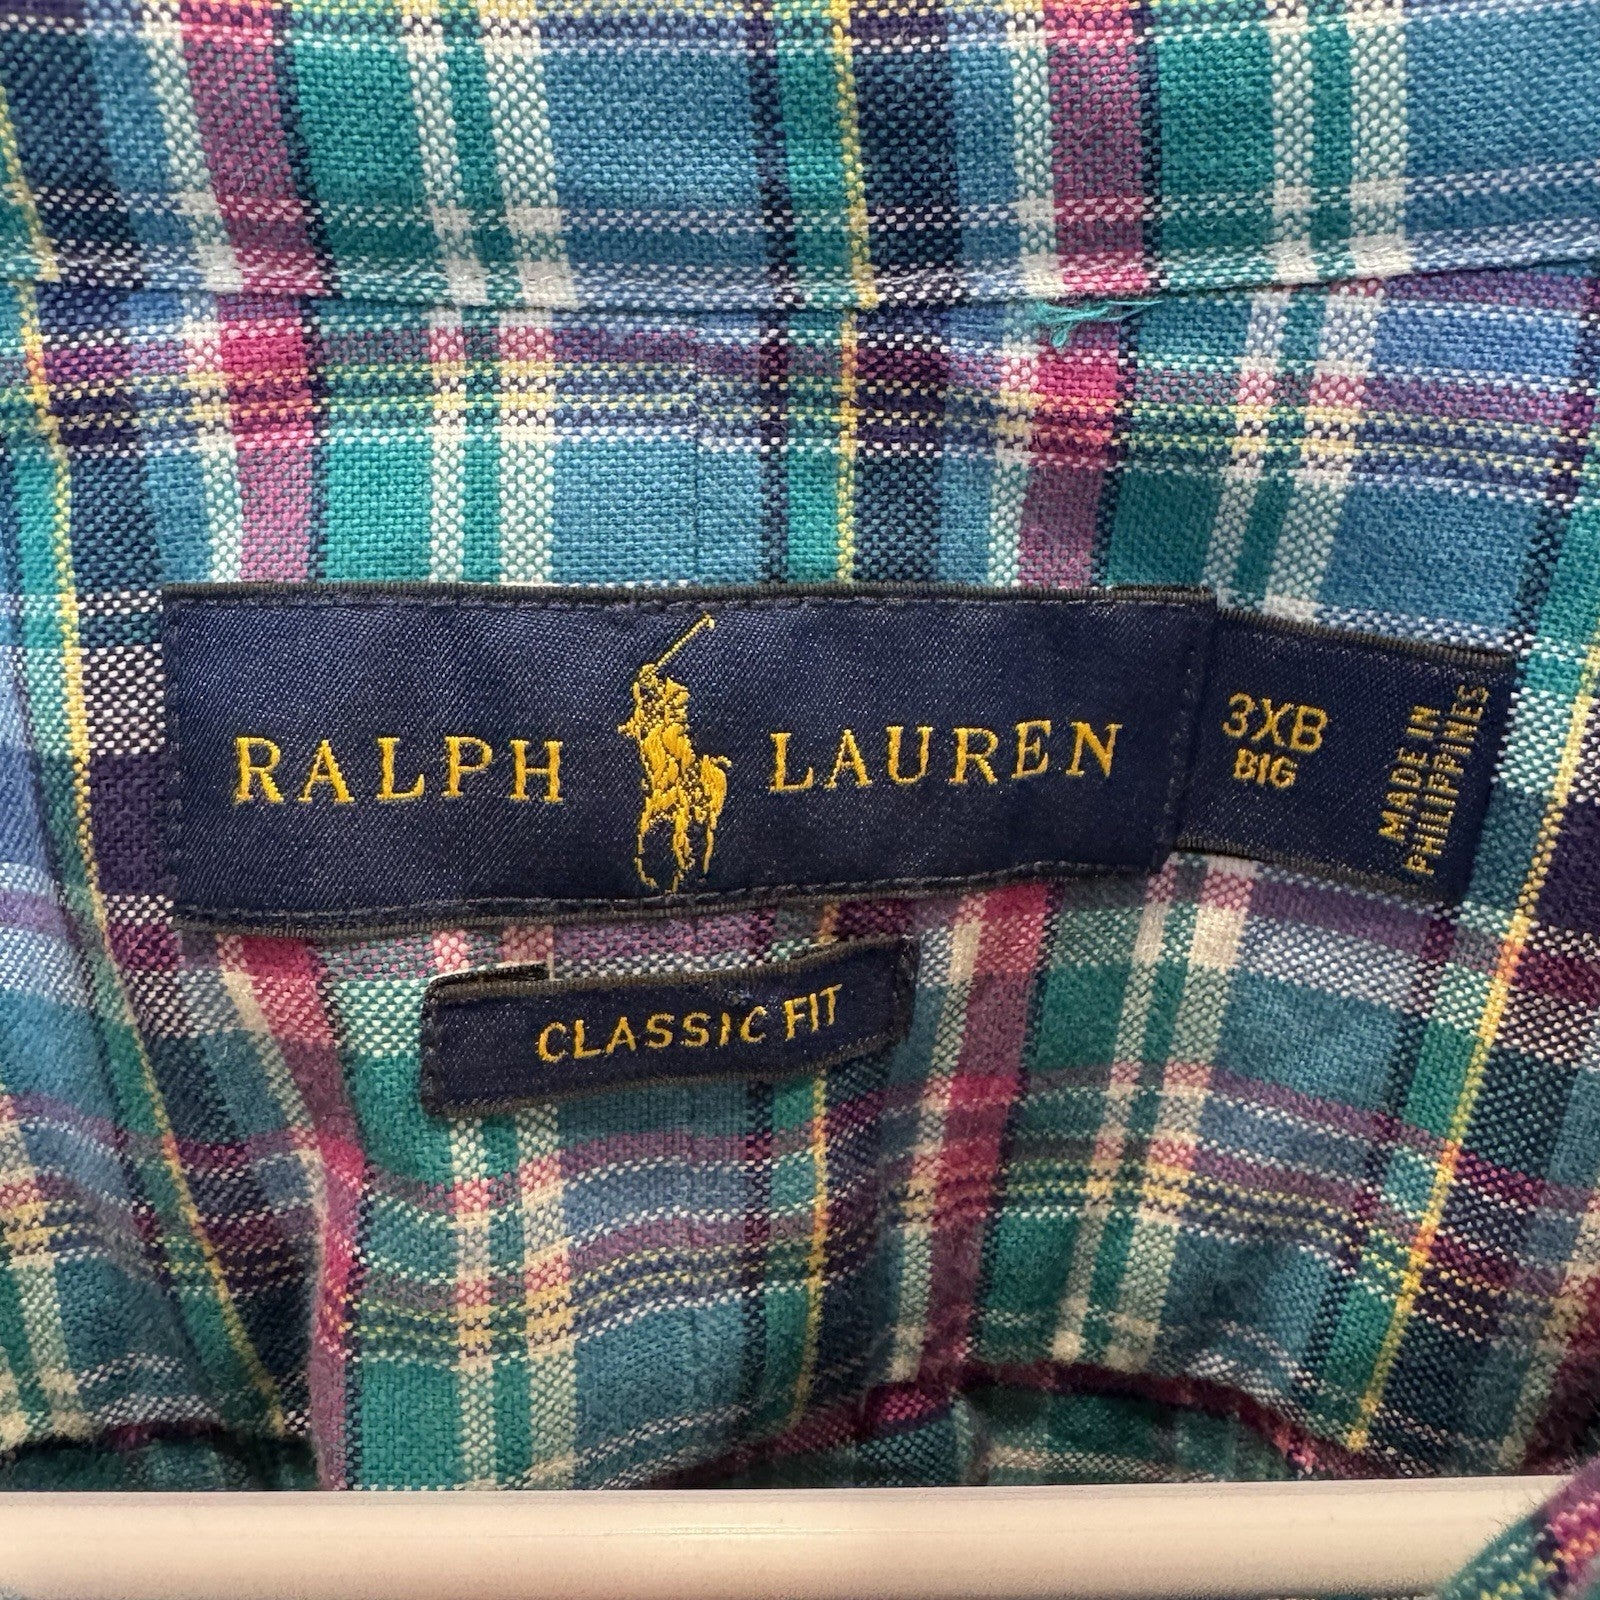 RALPH LAUREN
3XB
BIG
MADE IN
PHILIPPINES
CLASSIC FIT